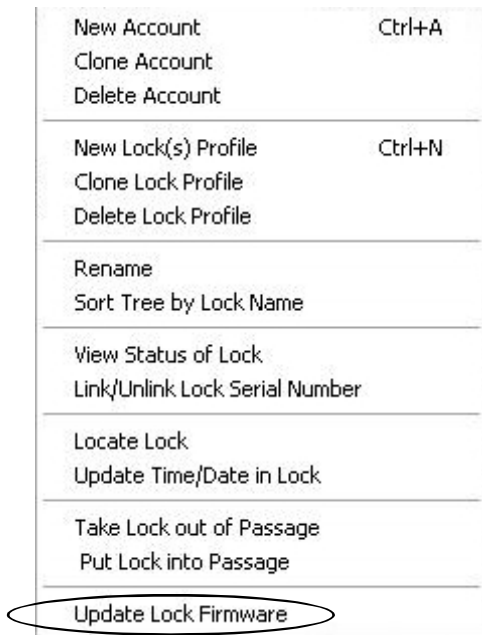 New Account Ctrl+A
Clone Account
Delete Account
New Lock(s) Profile Ctrl+N
Clone Lock Profile
Delete Lock Profile
Rename
Sort Tree by Lock Name
View Status of Lock
Link/Unlink Lock Serial Number
Locate Lock
Update Time/Date in Lock
Take Lock out of Passage
Put Lock into Passage
Update Lock Firmware